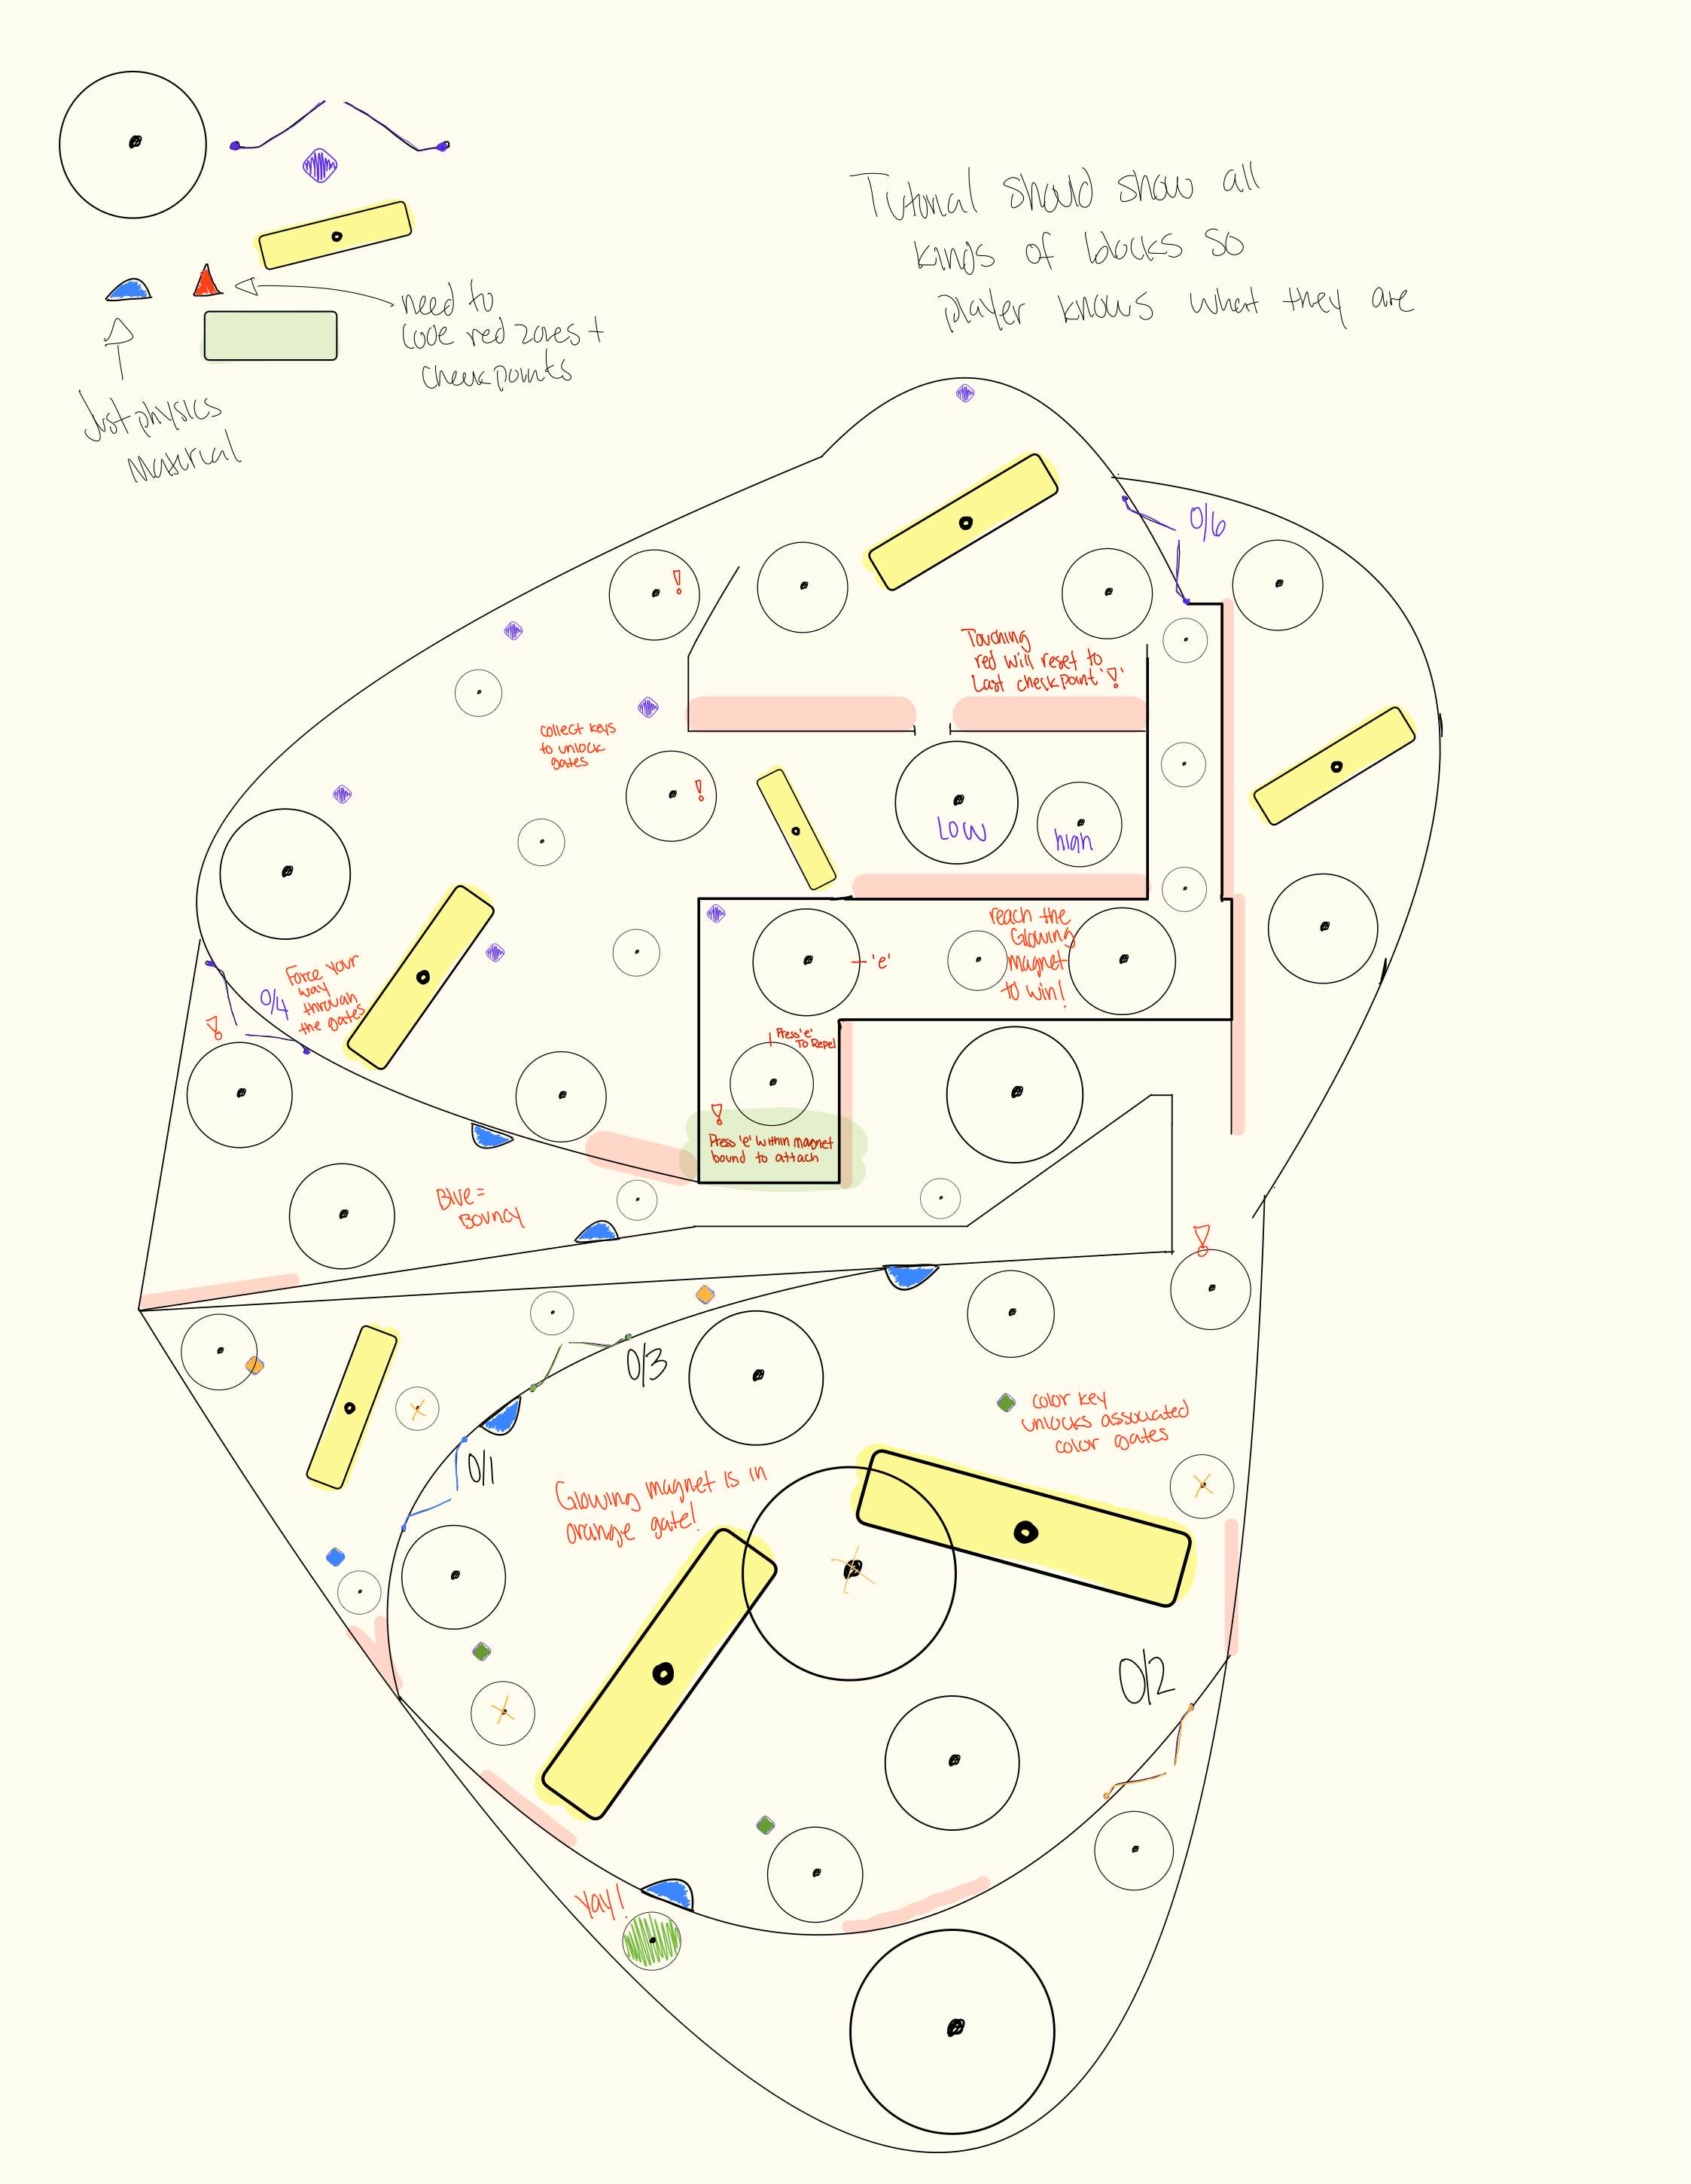 Tutorial should show all
kinds of blocks so
player knows what they are
need to
code red zones +
checkpoints
Just physics
Material
0/6
!
Touching
red will reset to
Last checkpoint '!'
collect keys
to unlock
gates
!
LOW
high
reach the
Glowing
magnet
to win!
'e'
Force your
way
through
the gates
0/4
!
Press 'e'
To Repel
!
Press 'e' within magnet
bound to attach
Blue =
Bouncy
!
0/3
color key
unlocks associated
color gates
0/1
Glowing magnet is in
orange gate!
0/2
Yay!